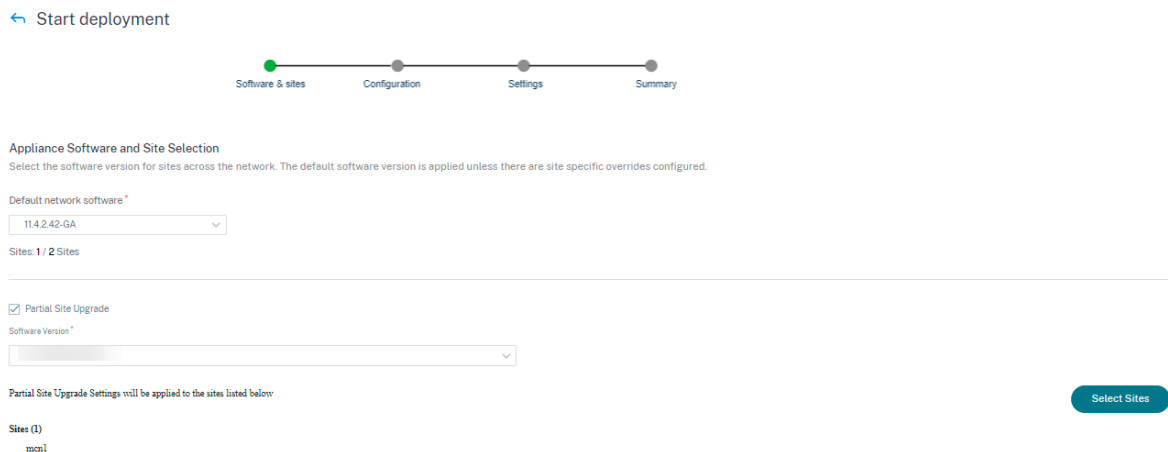 Start deployment
Software & sites
Configuration
Settings
Summary
Appliance Software and Site Selection
Select the software version for sites across the network. The default software version is applied unless there are site specific overrides configured.
Default network software*
11.4.2.42-GA
Sites: 1 / 2 Sites
Partial Site Upgrade
Software Version*
Partial Site Upgrade Settings will be applied to the sites listed below
Select Sites
Sites (1)
mcn1